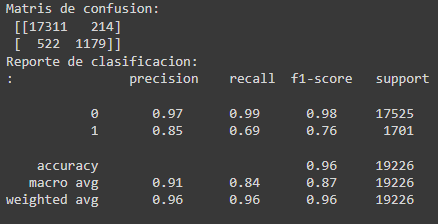 Matris de confusion:
[[17311 214]
[ 522 1179]]
Reporte de clasificacion:
: precision recall f1-score support
0 0.97 0.99 0.98 17525
1 0.85 0.69 0.76 1701
accuracy 0.96 19226
macro avg 0.91 0.84 0.87 19226
weighted avg 0.96 0.96 0.96 19226